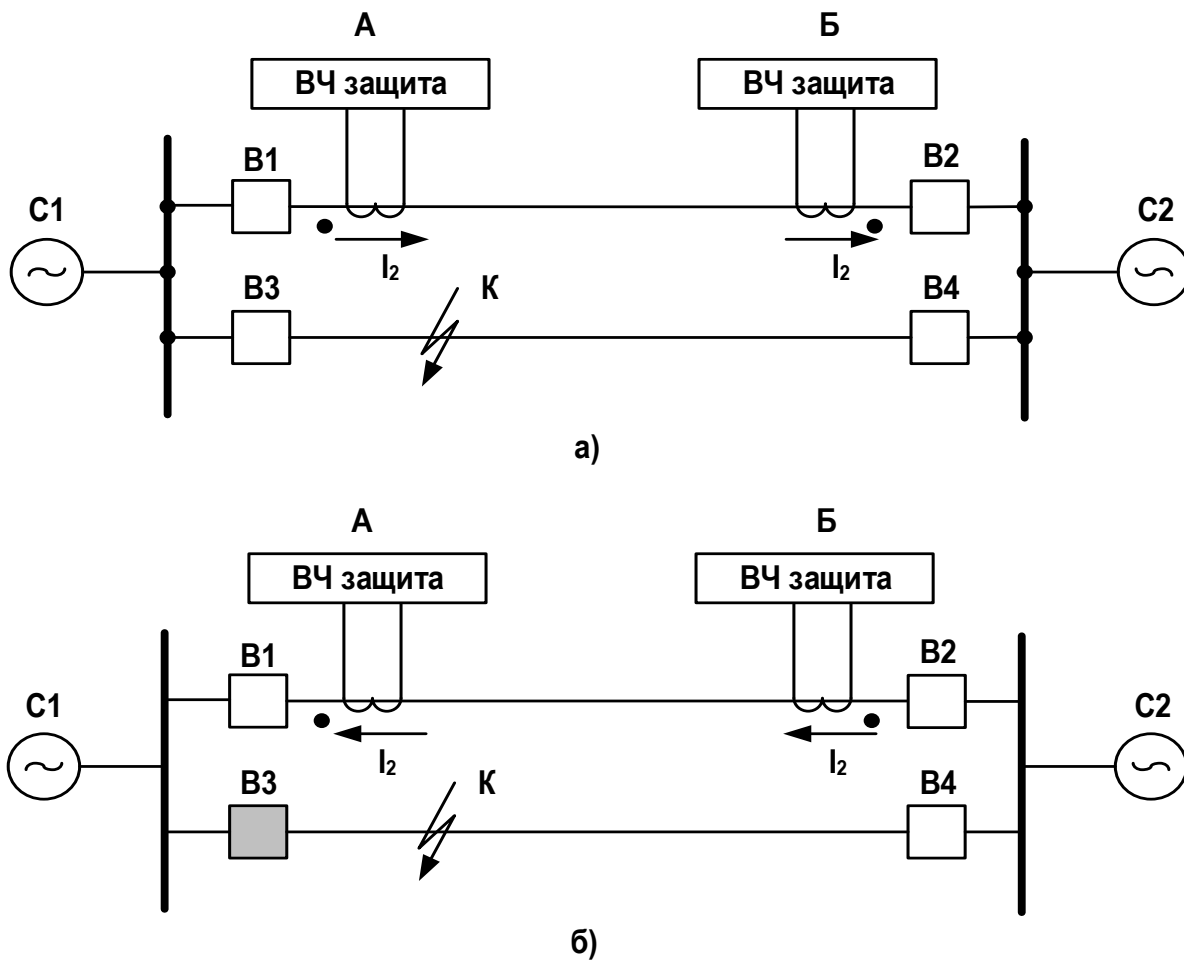 А Б
ВЧ защита ВЧ защита
В1 В2
С1 С2
I₂ I₂
В3 К В4
а)
А Б
ВЧ защита ВЧ защита
В1 В2
С1 С2
I₂ I₂
В3 К В4
б)